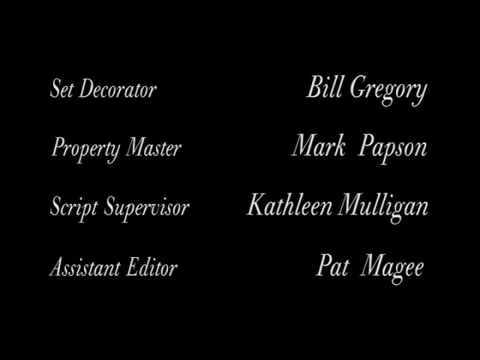 Set Decorator Bill Gregory
Property Master Mark Papson
Script Supervisor Kathleen Mulligan
Assistant Editor Pat Magee